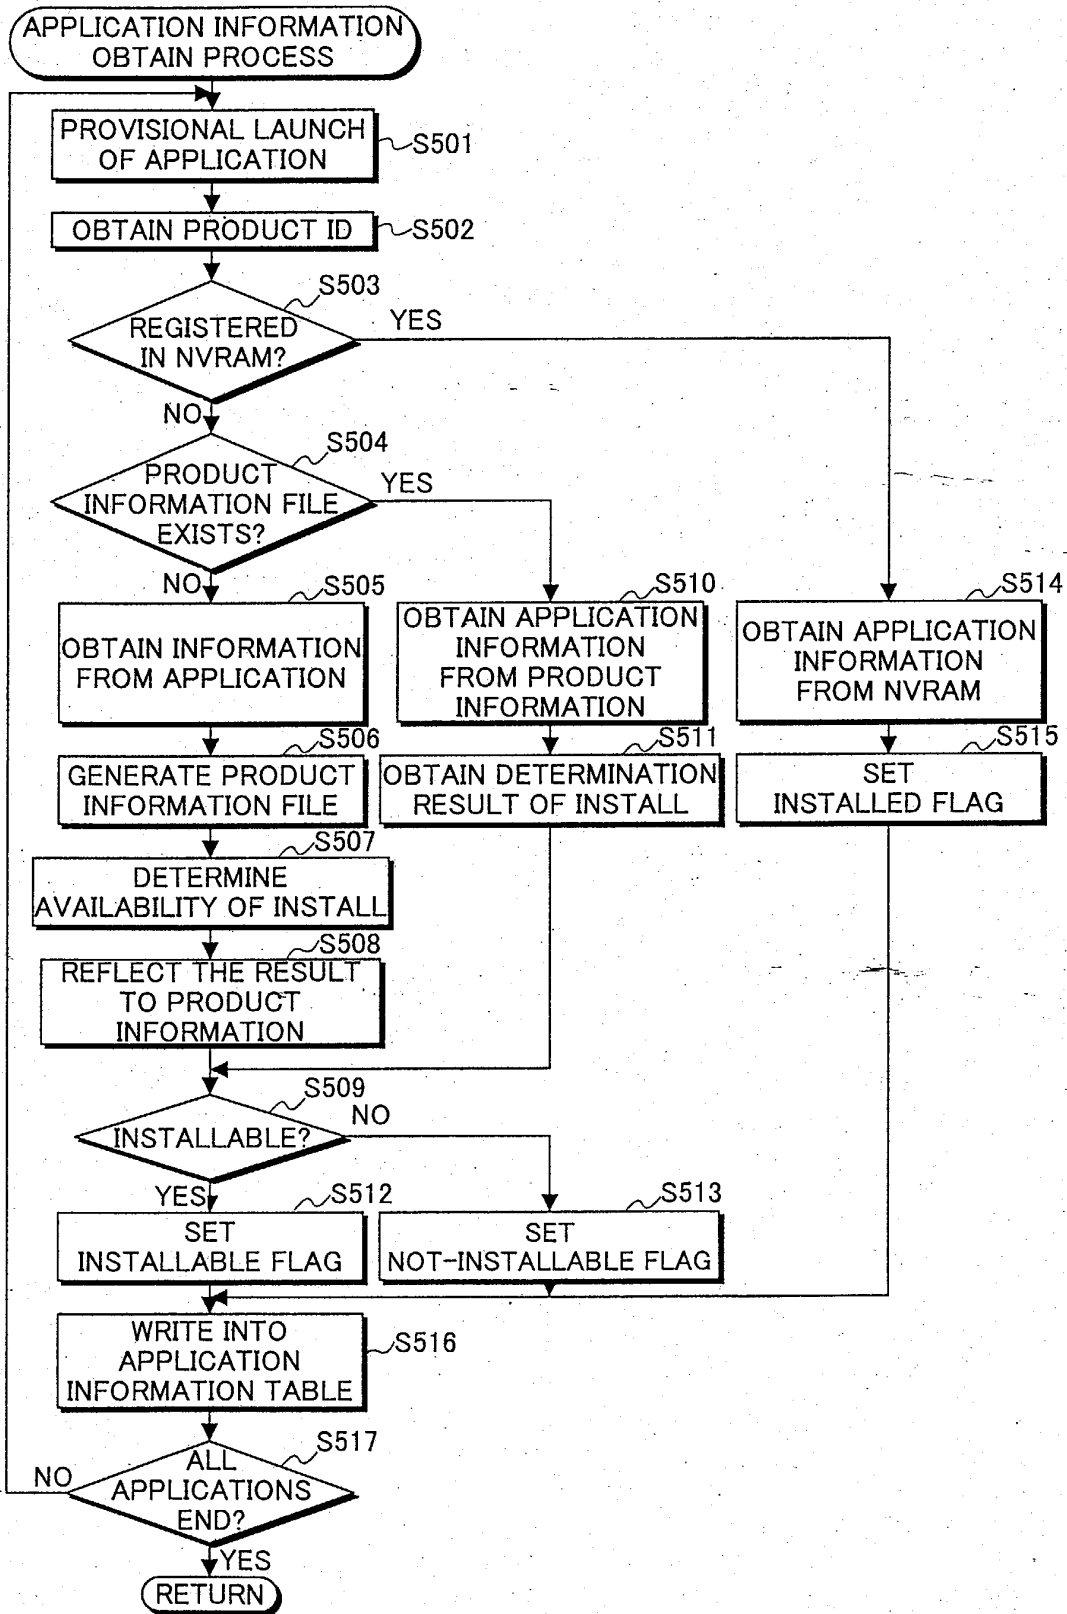 APPLICATION INFORMATION
OBTAIN PROCESS
PROVISIONAL LAUNCH
OF APPLICATION
S501
OBTAIN PRODUCT ID
S502
S503
REGISTERED
IN NVRAM?
YES
NO
S504
PRODUCT
INFORMATION FILE
EXISTS?
YES
NO
S505
OBTAIN INFORMATION
FROM APPLICATION
S510
OBTAIN APPLICATION
INFORMATION
FROM PRODUCT
INFORMATION
S514
OBTAIN APPLICATION
INFORMATION
FROM NVRAM
S506
GENERATE PRODUCT
INFORMATION FILE
S511
OBTAIN DETERMINATION
RESULT OF INSTALL
S515
SET
INSTALLED FLAG
S507
DETERMINE
AVAILABILITY OF INSTALL
S508
REFLECT THE RESULT
TO PRODUCT
INFORMATION
S509
INSTALLABLE?
NO
YES
S512
SET
INSTALLABLE FLAG
S513
SET
NOT-INSTALLABLE FLAG
WRITE INTO
APPLICATION
INFORMATION TABLE
S516
S517
ALL
APPLICATIONS
END?
NO
YES
RETURN